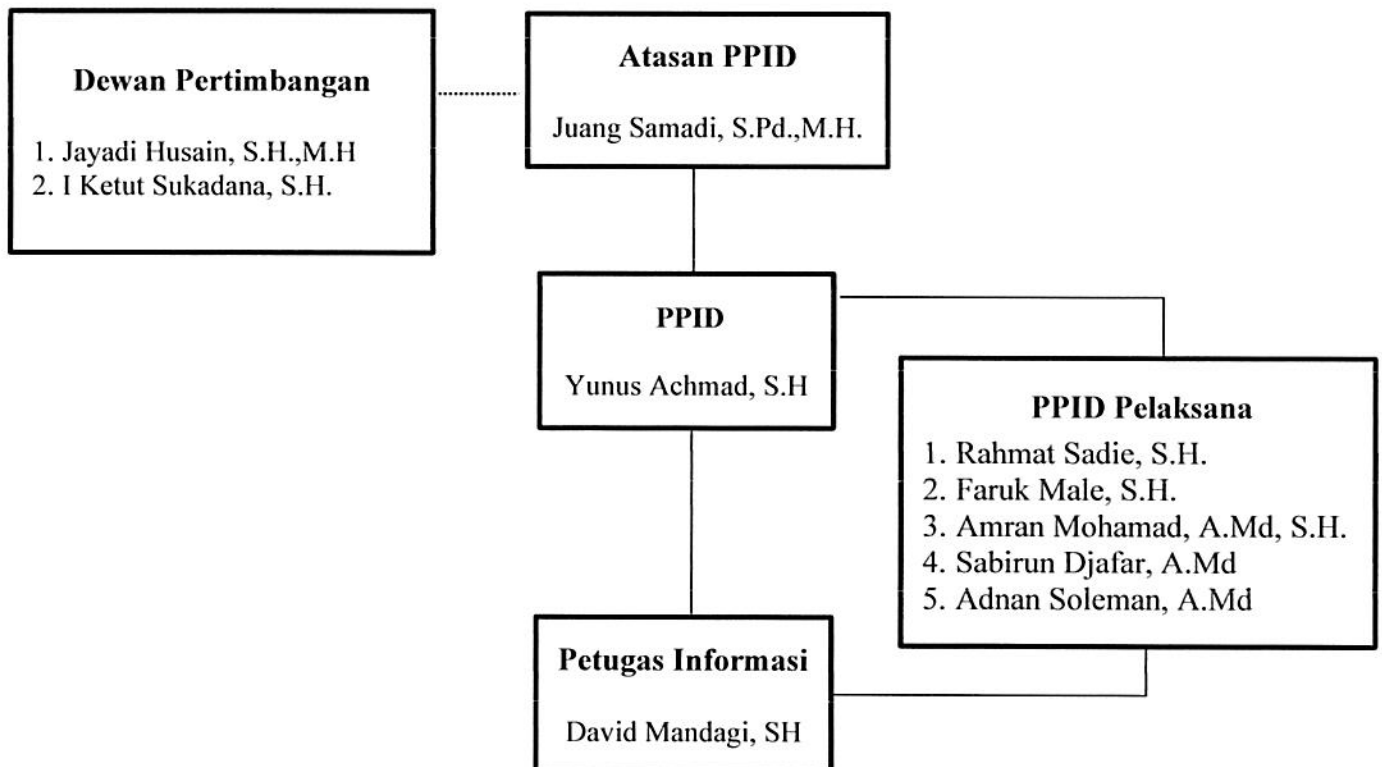 Dewan Pertimbangan
1. Jayadi Husain, S.H.,M.H
2. I Ketut Sukadana, S.H.
Atasan PPID
Juang Samadi, S.Pd.,M.H.
PPID
Yunus Achmad, S.H
PPID Pelaksana
1. Rahmat Sadie, S.H.
2. Faruk Male, S.H.
3. Amran Mohamad, A.Md, S.H.
4. Sabirun Djafar, A.Md
5. Adnan Soleman, A.Md
Petugas Informasi
David Mandagi, SH